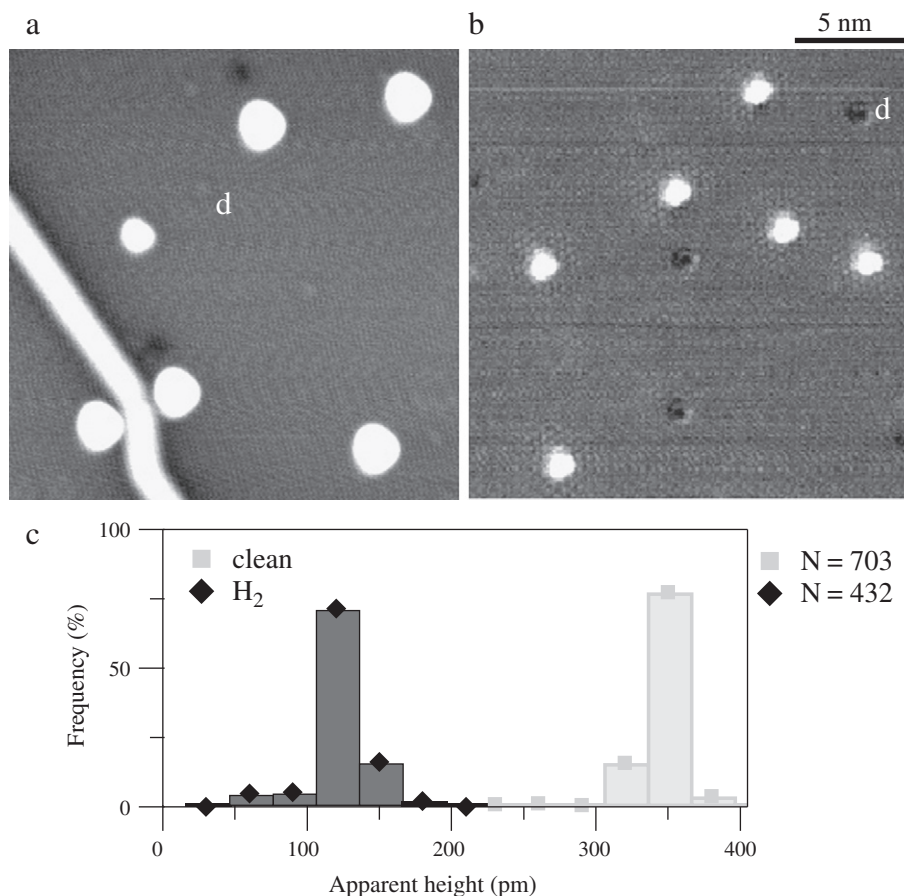 a
b
5 nm
d
d
c
100
clean
H₂
N = 703
N = 432
50
Frequency (%)
0
0
100
200
300
400
Apparent height (pm)